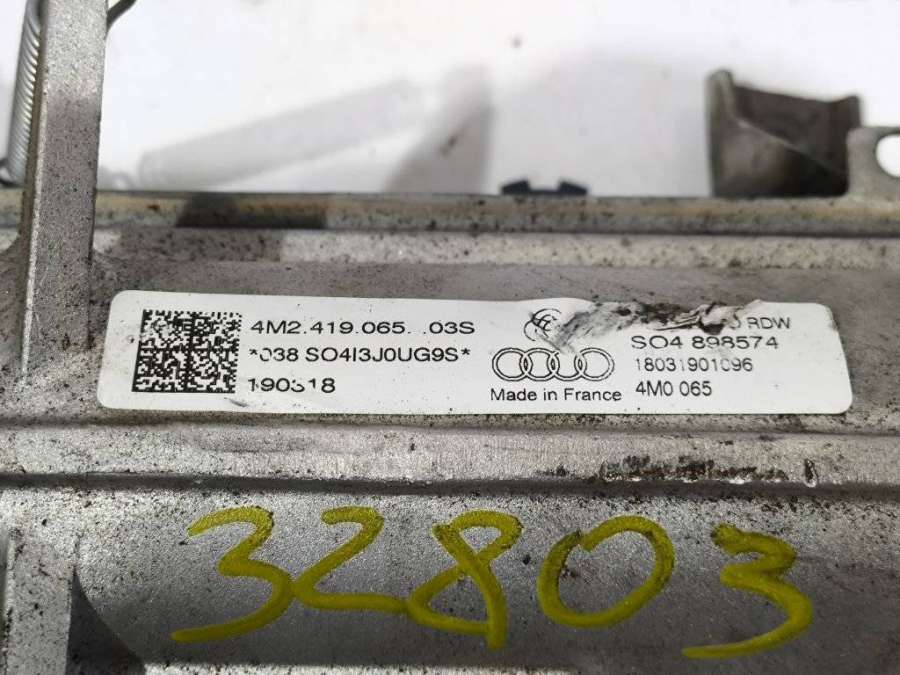 4M2.419.065. .03S
*038 SO4I3J0UG9S*
190318
Made in France
RDW
SO4 898574
18031901096
4M0 065
32803